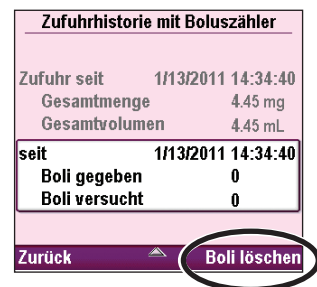 Zufuhrhistorie mit Boluszähler
Zufuhr seit 1/13/2011 14:34:40
Gesamtmenge 4.45 mg
Gesamtvolumen 4.45 mL
seit 1/13/2011 14:34:40
Boli gegeben 0
Boli versucht 0
Zurück Boli löschen